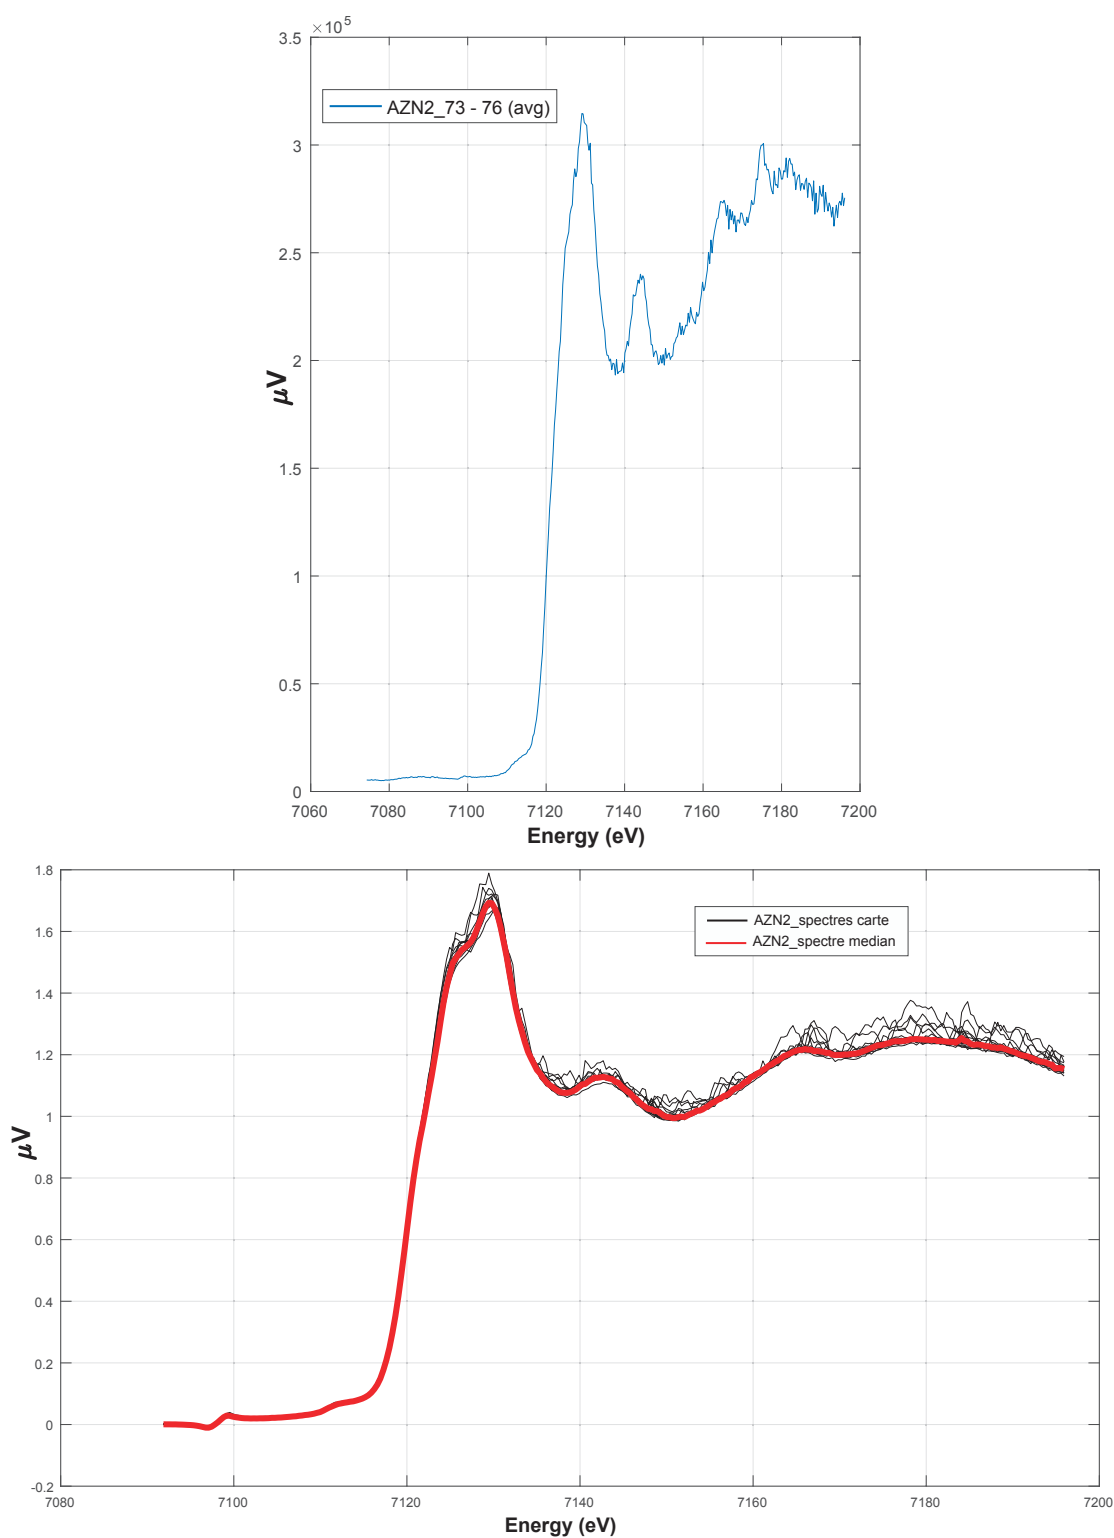 ×10^5
3.5
AZN2_73 - 76 (avg)
3
2.5
2
µV
1.5
1
0.5
0
7060 7080 7100 7120 7140 7160 7180 7200
Energy (eV)
1.8
AZN2_spectres carte
AZN2_spectre median
1.6
1.4
1.2
µV
1
0.8
0.6
0.4
0.2
0
-0.2
7080 7100 7120 7140 7160 7180 7200
Energy (eV)